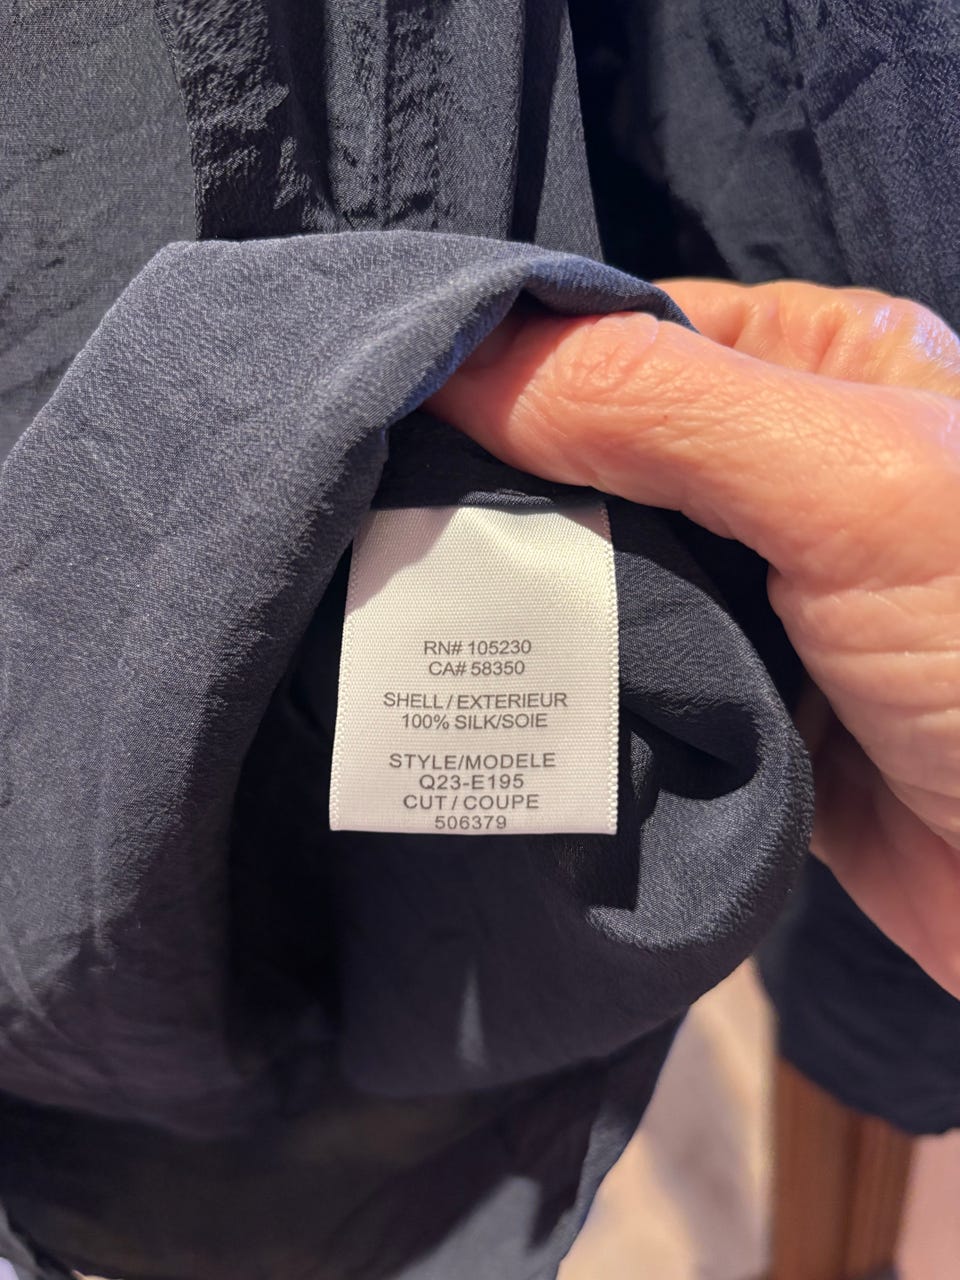 RN# 105230
CA# 58350
SHELL / EXTERIEUR
100% SILK/SOIE
STYLE/MODELE
Q23-E195
CUT / COUPE
506379